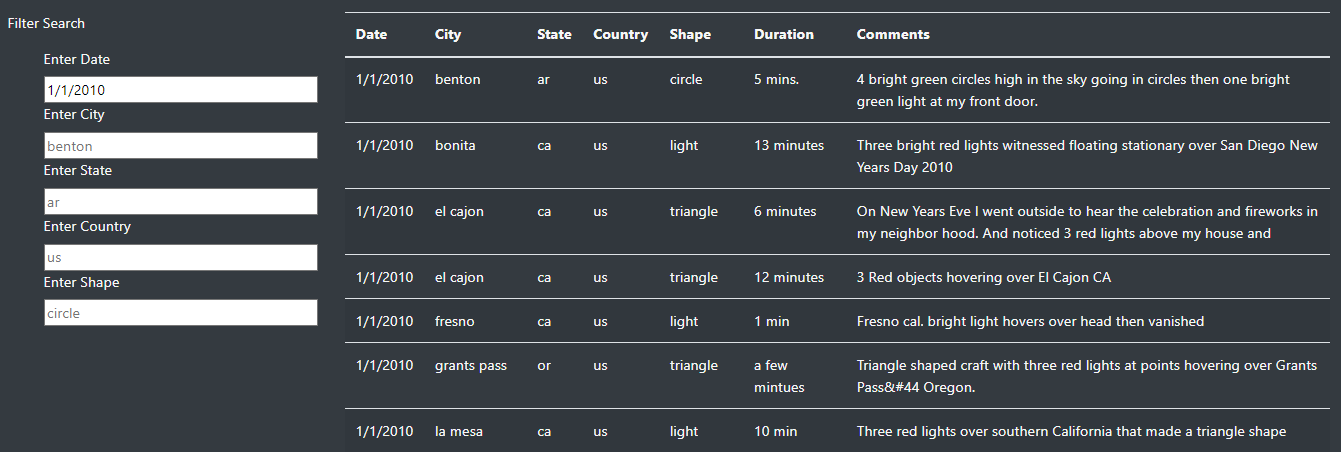 Filter Search
Enter Date
1/1/2010
Enter City
benton
Enter State
ar
Enter Country
us
Enter Shape
circle
Date City State Country Shape Duration Comments
1/1/2010 benton ar us circle 5 mins. 4 bright green circles high in the sky going in circles then one bright
green light at my front door.
1/1/2010 bonita ca us light 13 minutes Three bright red lights witnessed floating stationary over San Diego New
Years Day 2010
1/1/2010 el cajon ca us triangle 6 minutes On New Years Eve I went outside to hear the celebration and fireworks in
my neighbor hood. And noticed 3 red lights above my house and
1/1/2010 el cajon ca us triangle 12 minutes 3 Red objects hovering over El Cajon CA
1/1/2010 fresno ca us light 1 min Fresno cal. bright light hovers over head then vanished
1/1/2010 grants pass or us triangle a few Triangle shaped craft with three red lights at points hovering over Grants
mintues Pass&#44 Oregon.
1/1/2010 la mesa ca us light 10 min Three red lights over southern California that made a triangle shape